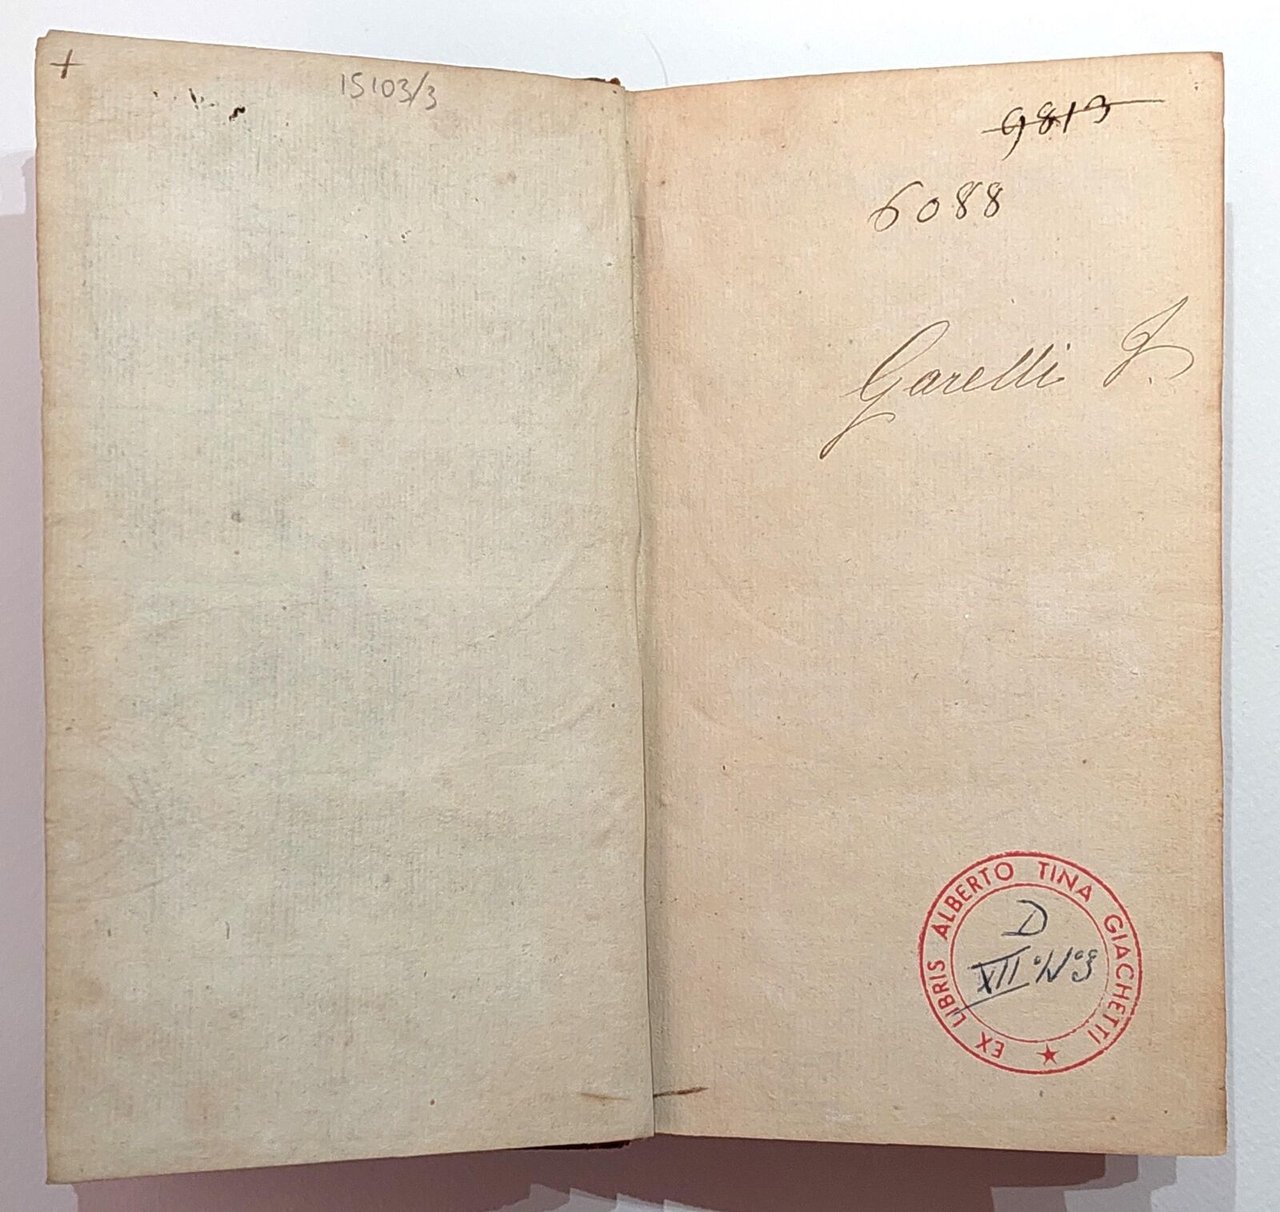 +
15103/3
9813
6088
Garelli F.
EX LIBRIS ALBERTO TINA GIACHETTI ★
D
XII°N°3